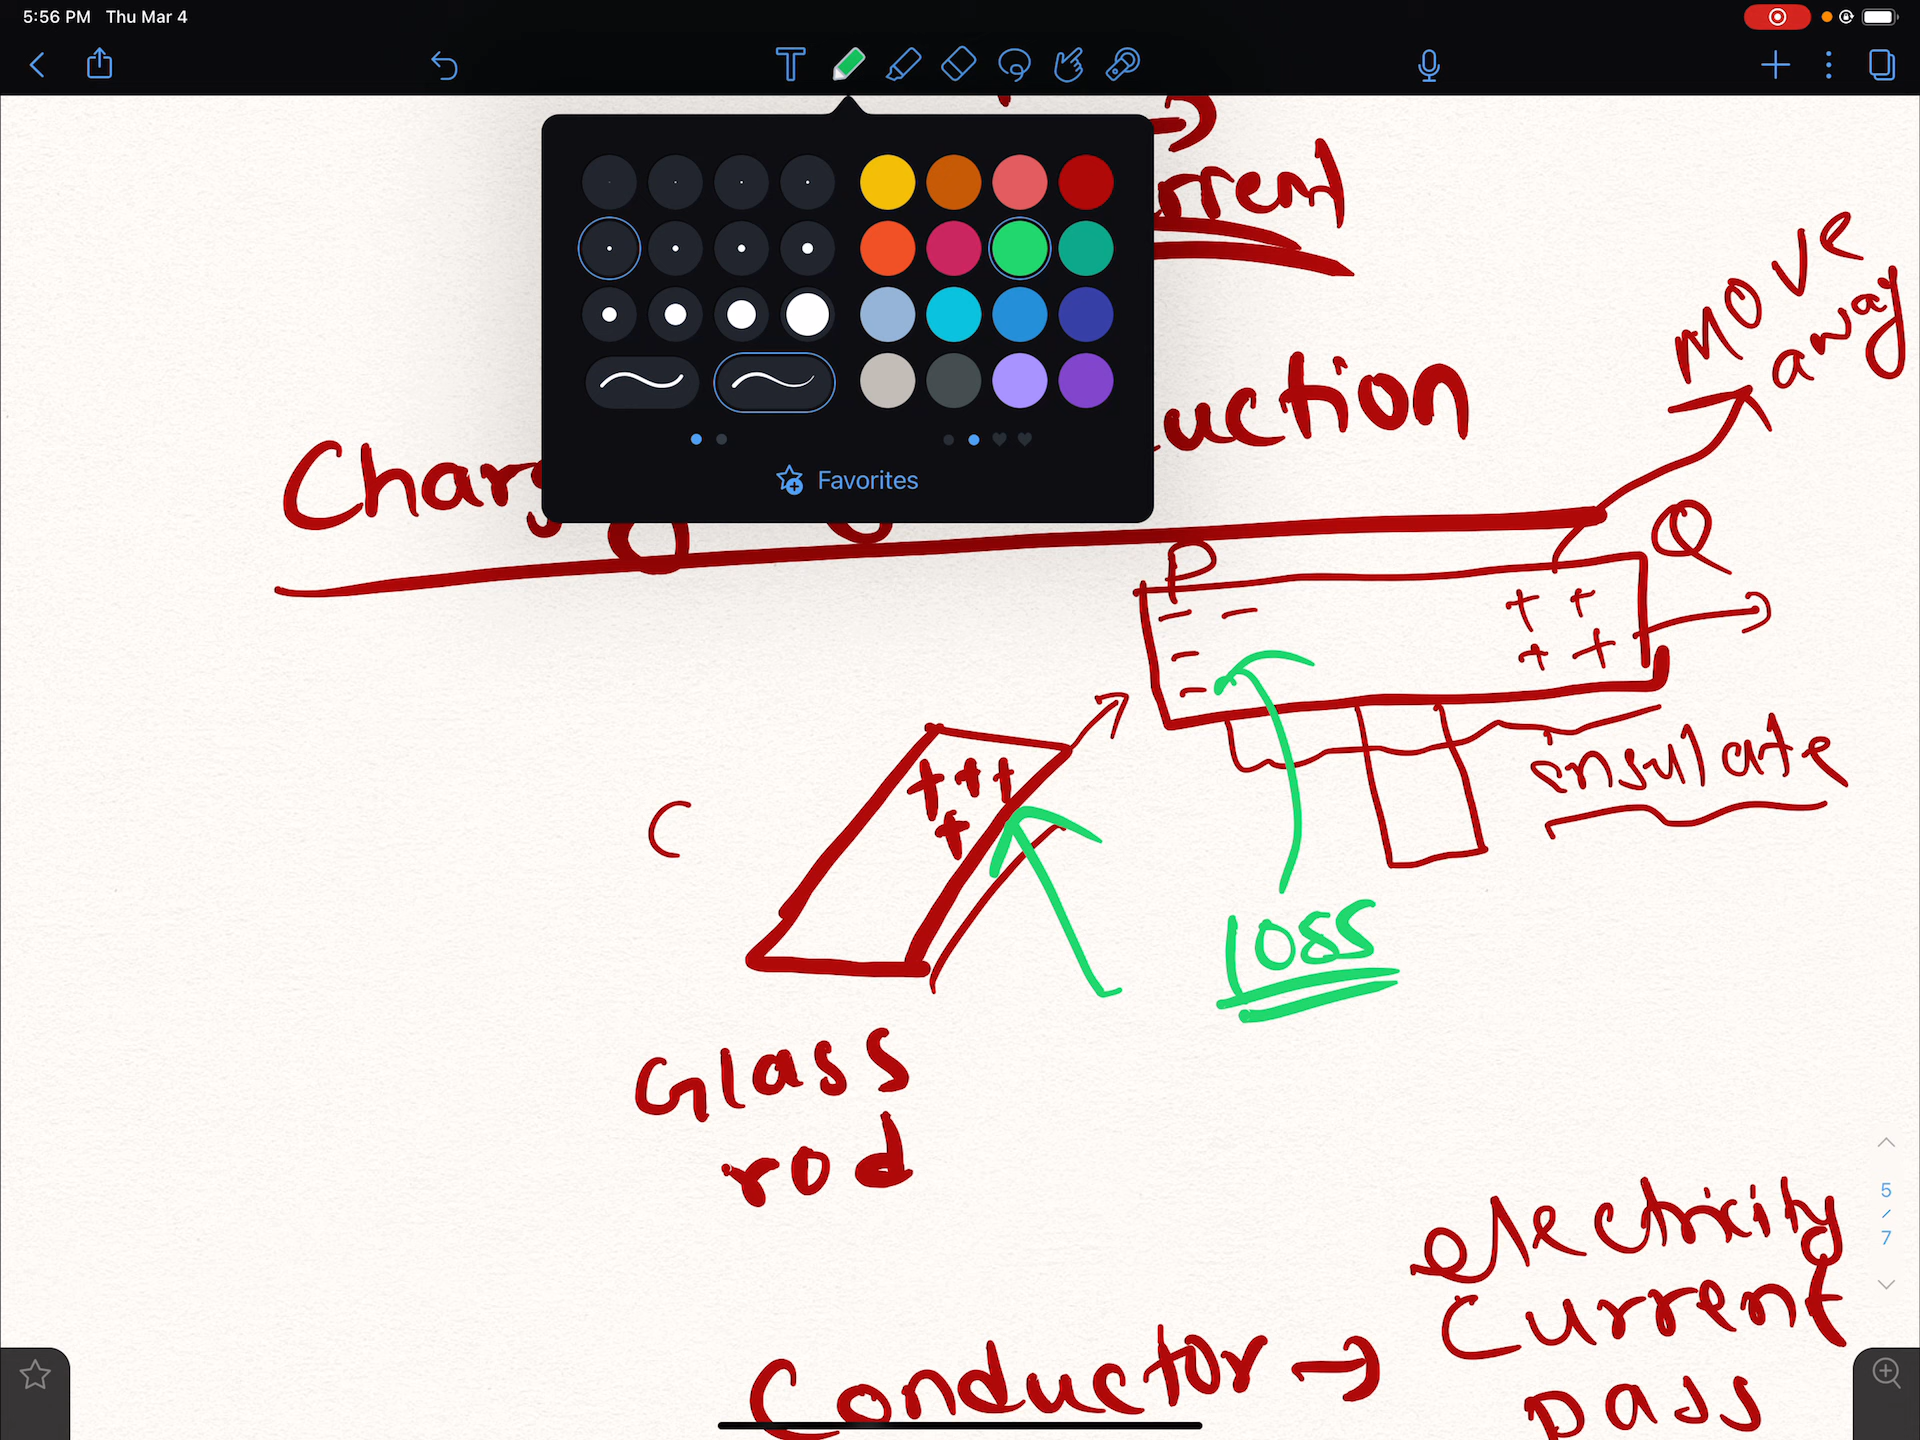 5:56 PM Thu Mar 4
rrent
Move
away
Charg
uction
Favorites
P
Q
- -
-
-
+ +
+ +
+ + +
+
insulate
C
loss
Glass
rod
5
/
7
electricity
Current
Conductor →
pass